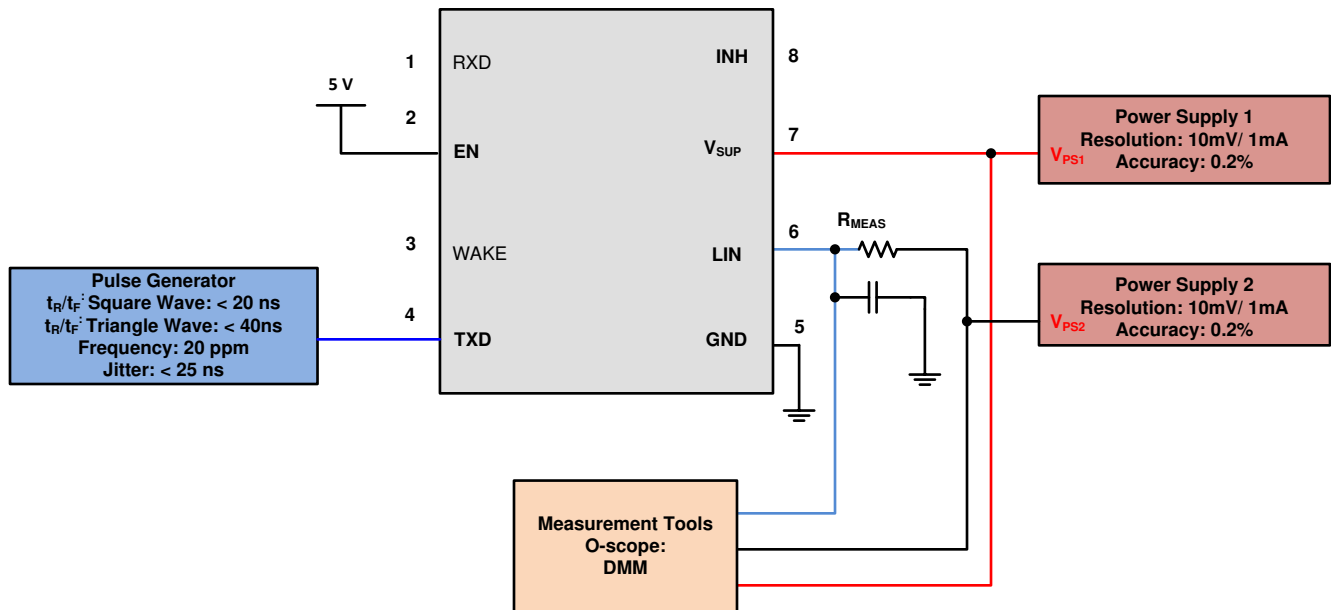 1
RXD
INH
8
5 V
2
EN
7
VSUP
Power Supply 1
Resolution: 10mV/ 1mA
VPS1
Accuracy: 0.2%
3
WAKE
6
LIN
RMEAS
Pulse Generator
tR/tF: Square Wave: < 20 ns
tR/tF: Triangle Wave: < 40ns
Frequency: 20 ppm
Jitter: < 25 ns
4
TXD
5
GND
Power Supply 2
Resolution: 10mV/ 1mA
VPS2
Accuracy: 0.2%
Measurement Tools
O-scope:
DMM